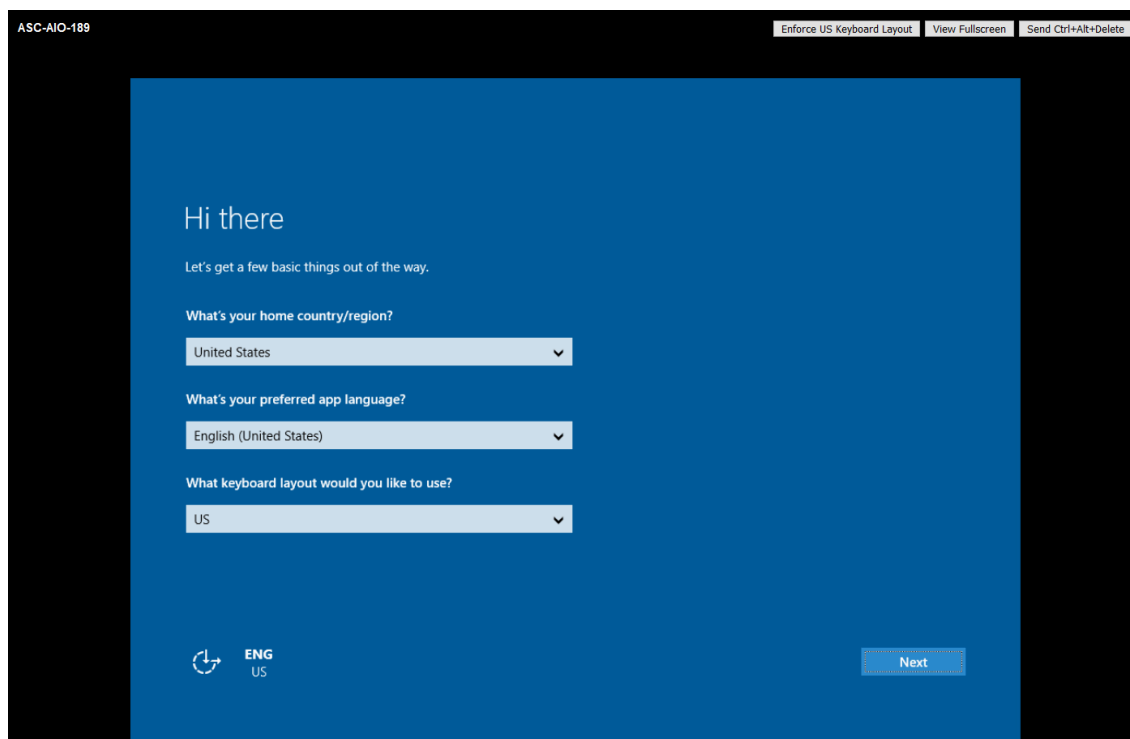 ASC-AIO-189
Enforce US Keyboard Layout
View Fullscreen
Send Ctrl+Alt+Delete
Hi there
Let's get a few basic things out of the way.
What's your home country/region?
United States
What's your preferred app language?
English (United States)
What keyboard layout would you like to use?
US
ENG
US
Next